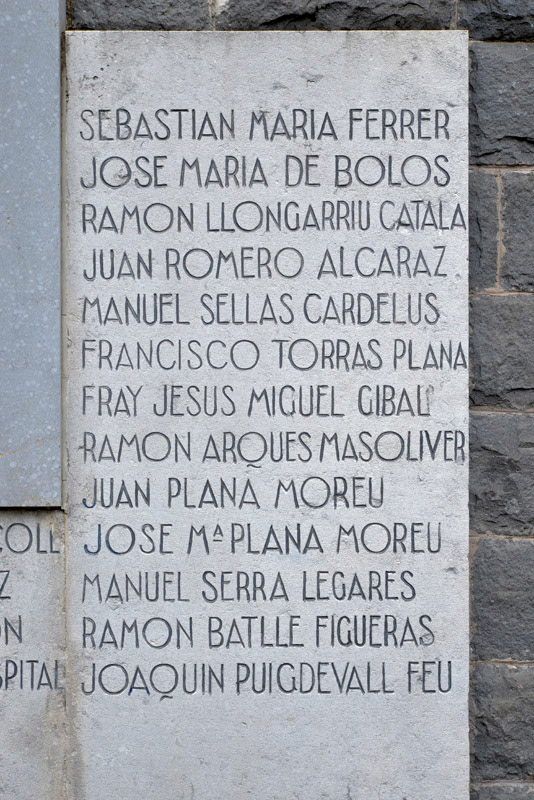 SEBASTIAN MARIA FERRER
JOSE MARIA DE BOLOS
RAMON LLONGARRIU CATALA
JUAN ROMERO ALCARAZ
MANUEL SELLAS CARDELUS
FRANCISCO TORRAS PLANA
FRAY JESUS MIGUEL GIBAL
RAMON ARQUES MASOLIVER
JUAN PLANA MOREU
JOSE Mª PLANA MOREU
MANUEL SERRA LEGARES
RAMON BATLLE FIGUERAS
JOAQUIN PUIGDEVALL FEU